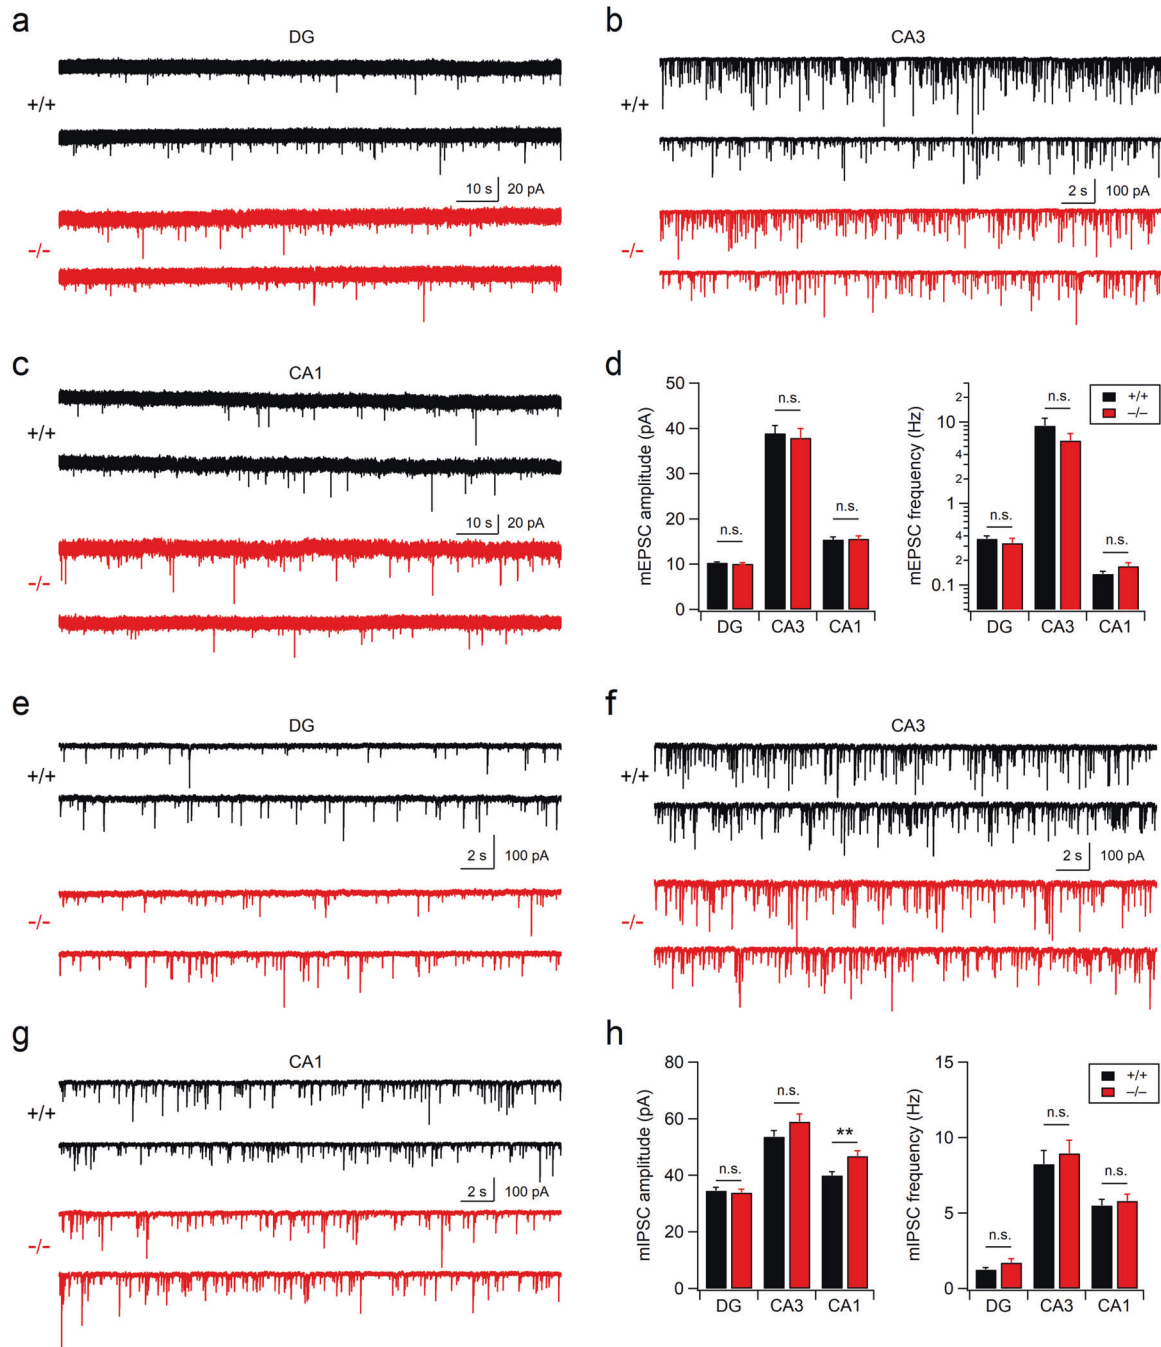 a
DG
+/+
10 s 20 pA
–/–
b
CA3
+/+
2 s 100 pA
–/–
c
CA1
+/+
10 s 20 pA
–/–
d
mEPSC amplitude (pA)
50
40
30
20
10
0
n.s.
n.s.
n.s.
DG CA3 CA1
mEPSC frequency (Hz)
2
10
4
2
1
4
2
0.1
n.s.
n.s.
n.s.
DG CA3 CA1
+/+
–/–
e
DG
+/+
2 s 100 pA
–/–
f
CA3
+/+
2 s 100 pA
–/–
g
CA1
+/+
2 s 100 pA
–/–
h
mIPSC amplitude (pA)
80
60
40
20
0
n.s.
n.s.
**
DG CA3 CA1
mIPSC frequency (Hz)
15
10
5
0
n.s.
n.s.
n.s.
DG CA3 CA1
+/+
–/–